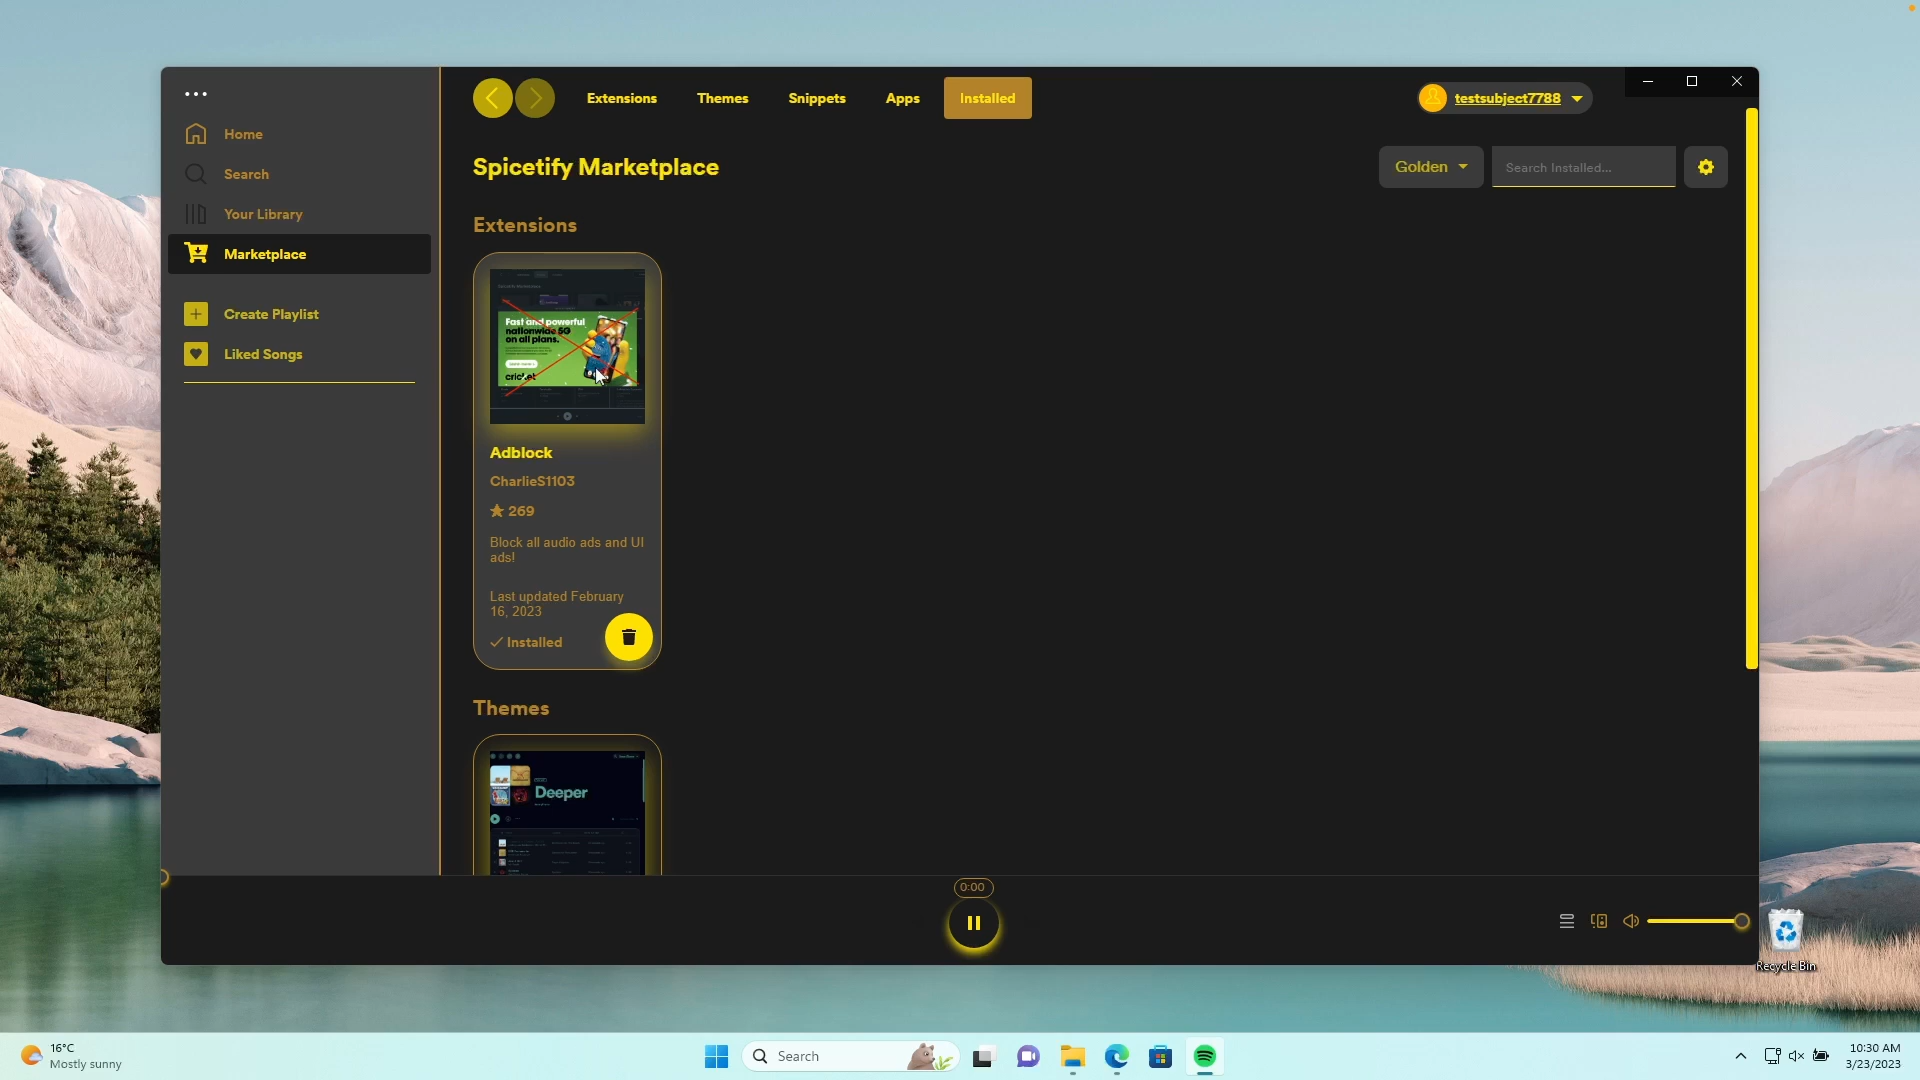 Home
Search
Your Library
Marketplace
Create Playlist
Liked Songs
Extensions
Themes
Snippets
Apps
Installed
testsubject7788
Spicetify Marketplace
Golden
Search Installed...
Extensions
Fast and powerful
nationwide 5G
on all plans.
cricket
Adblock
CharlieS1103
★ 269
Block all audio ads and UI
ads!
Last updated February
16, 2023
Installed
Themes
Deeper
0:00
Recycle Bin
16°C
Mostly sunny
Search
10:30 AM
3/23/2023